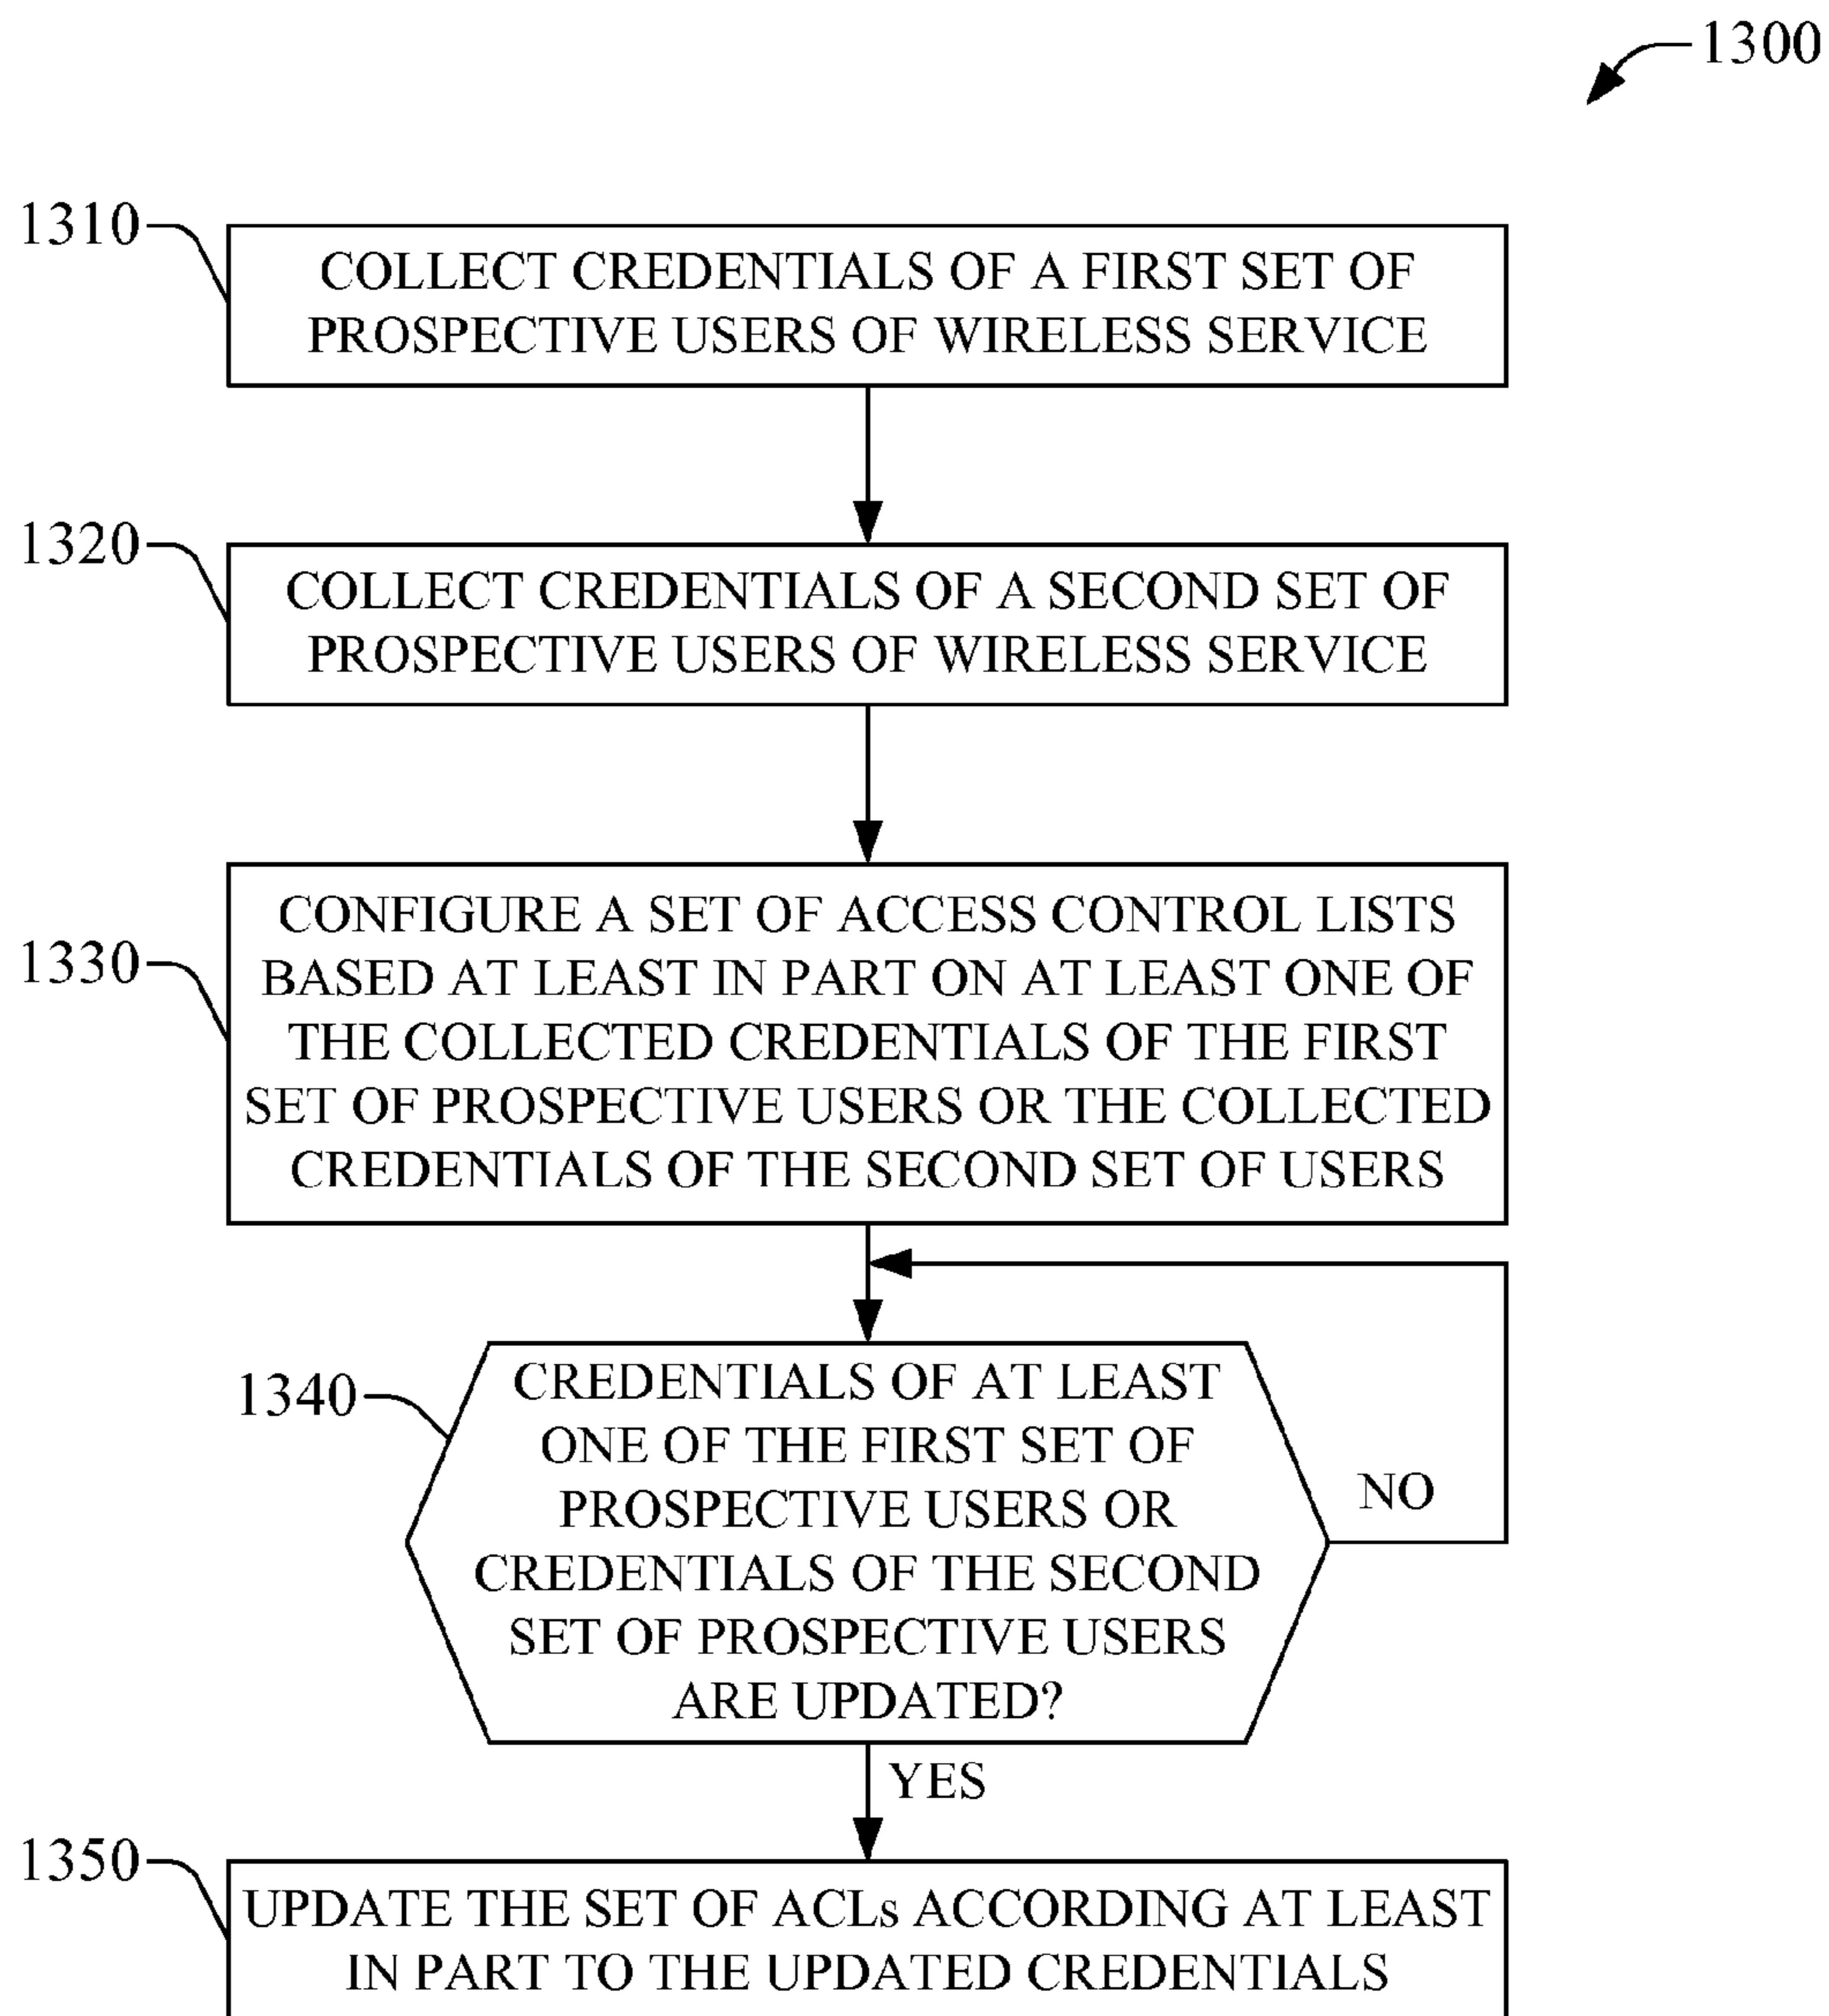 1300
1310
COLLECT CREDENTIALS OF A FIRST SET OF
PROSPECTIVE USERS OF WIRELESS SERVICE
1320
COLLECT CREDENTIALS OF A SECOND SET OF
PROSPECTIVE USERS OF WIRELESS SERVICE
1330
CONFIGURE A SET OF ACCESS CONTROL LISTS
BASED AT LEAST IN PART ON AT LEAST ONE OF
THE COLLECTED CREDENTIALS OF THE FIRST
SET OF PROSPECTIVE USERS OR THE COLLECTED
CREDENTIALS OF THE SECOND SET OF USERS
1340
CREDENTIALS OF AT LEAST
ONE OF THE FIRST SET OF
PROSPECTIVE USERS OR
CREDENTIALS OF THE SECOND
SET OF PROSPECTIVE USERS
ARE UPDATED?
NO
YES
1350
UPDATE THE SET OF ACLs ACCORDING AT LEAST
IN PART TO THE UPDATED CREDENTIALS